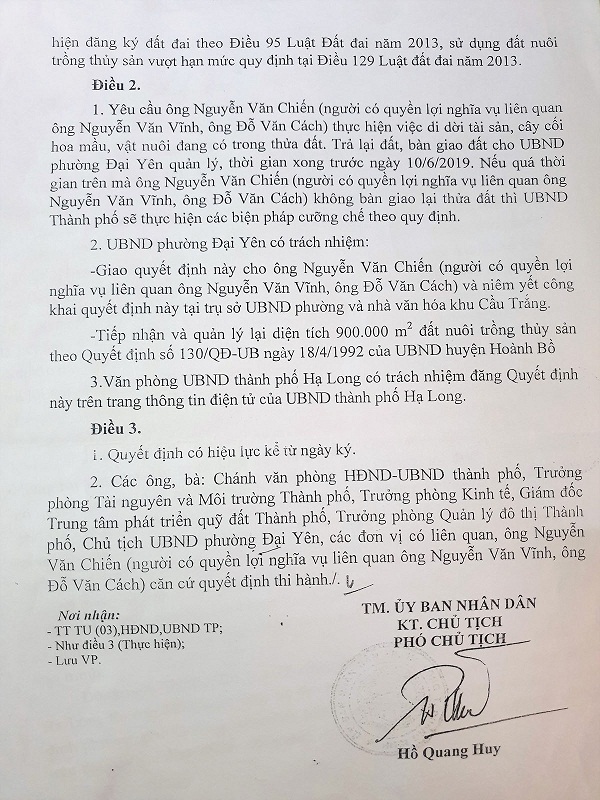 hiện đăng ký đất đai theo Điều 95 Luật Đất đai năm 2013, sử dụng đất nuôi
trồng thủy sản vượt hạn mức quy định tại Điều 129 Luật đất đai năm 2013.
Điều 2.
1. Yêu cầu ông Nguyễn Văn Chiến (người có quyền lợi nghĩa vụ liên quan
ông Nguyễn Văn Vĩnh, ông Đỗ Văn Cách) thực hiện việc di dời tài sản, cây cối
hoa mầu, vật nuôi đang có trong thửa đất. Trả lại đất, bàn giao đất cho UBND
phường Đại Yên quản lý, thời gian xong trước ngày 10/6/2019. Nếu quá thời
gian trên mà ông Nguyễn Văn Chiến (người có quyền lợi nghĩa vụ liên quan ông
Nguyễn Văn Vĩnh, ông Đỗ Văn Cách) không bàn giao lại thửa đất thì UBND
Thành phố sẽ thực hiện các biện pháp cưỡng chế theo quy định.
2. UBND phường Đại Yên có trách nhiệm:
-Giao quyết định này cho ông Nguyễn Văn Chiến (người có quyền lợi
nghĩa vụ liên quan ông Nguyễn Văn Vĩnh, ông Đỗ Văn Cách) và niêm yết công
khai quyết định này tại trụ sở UBND phường và nhà văn hóa khu Cầu Trắng.
-Tiếp nhận và quản lý lại diện tích 900.000 m² đất nuôi trồng thủy sản
theo Quyết định số 130/QĐ-UB ngày 18/4/1992 của UBND huyện Hoành Bồ
3.Văn phòng UBND thành phố Hạ Long có trách nhiệm đăng Quyết định
này trên trang thông tin điện tử của UBND thành phố Hạ Long.
Điều 3.
1. Quyết định có hiệu lực kể từ ngày ký.
2. Các ông, bà: Chánh văn phòng HĐND-UBND thành phố, Trưởng
phòng Tài nguyên và Môi trường Thành phố, Trưởng phòng Kinh tế, Giám đốc
Trung tâm phát triển quỹ đất Thành phố, Trưởng phòng Quản lý đô thị Thành
phố, Chủ tịch UBND phường Đại Yên, các đơn vị có liên quan, ông Nguyễn
Văn Chiến (người có quyền lợi nghĩa vụ liên quan ông Nguyễn Văn Vĩnh, ông
Đỗ Văn Cách) căn cứ quyết định thi hành./.
Nơi nhận:
- TT TU (03),HĐND,UBND TP;
- Như điều 3 (Thực hiện);
- Lưu VP.
TM. ỦY BAN NHÂN DÂN
KT. CHỦ TỊCH
PHÓ CHỦ TỊCH
Hồ Quang Huy